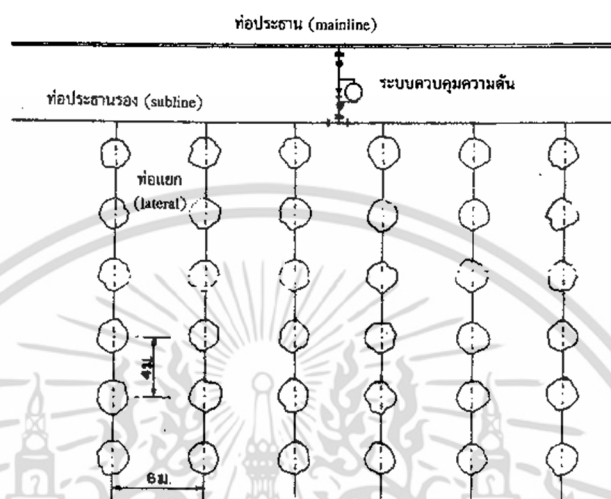 ท่อประธาน (mainline)
ระบบควบคุมความดัน
ท่อประธานรอง (subline)
ท่อแยก
(lateral)
4ม.
6ม.